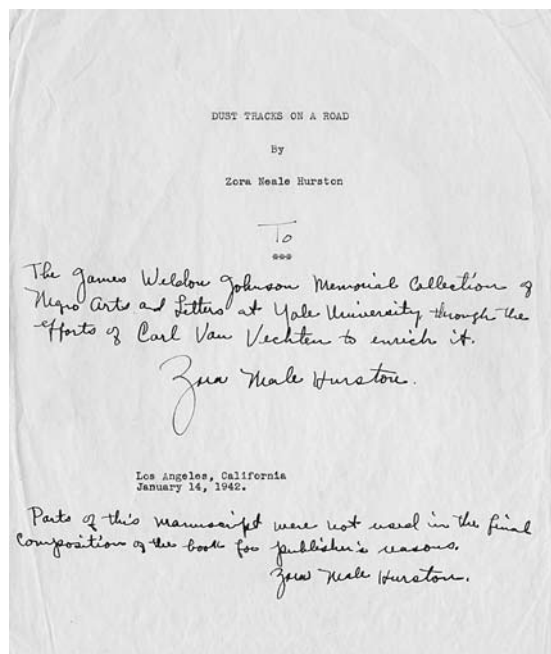 DUST TRACKS ON A ROAD
By
Zora Neale Hurston
To
***
The James Weldon Johnson Memorial Collection of
Negro Arts and Letters at Yale University through the
efforts of Carl Van Vechten to enrich it.
Zora Neale Hurston.
Los Angeles, California
January 14, 1942.
Parts of this manuscript were not used in the final
composition of the book for publisher's reasons.
Zora Neale Hurston.